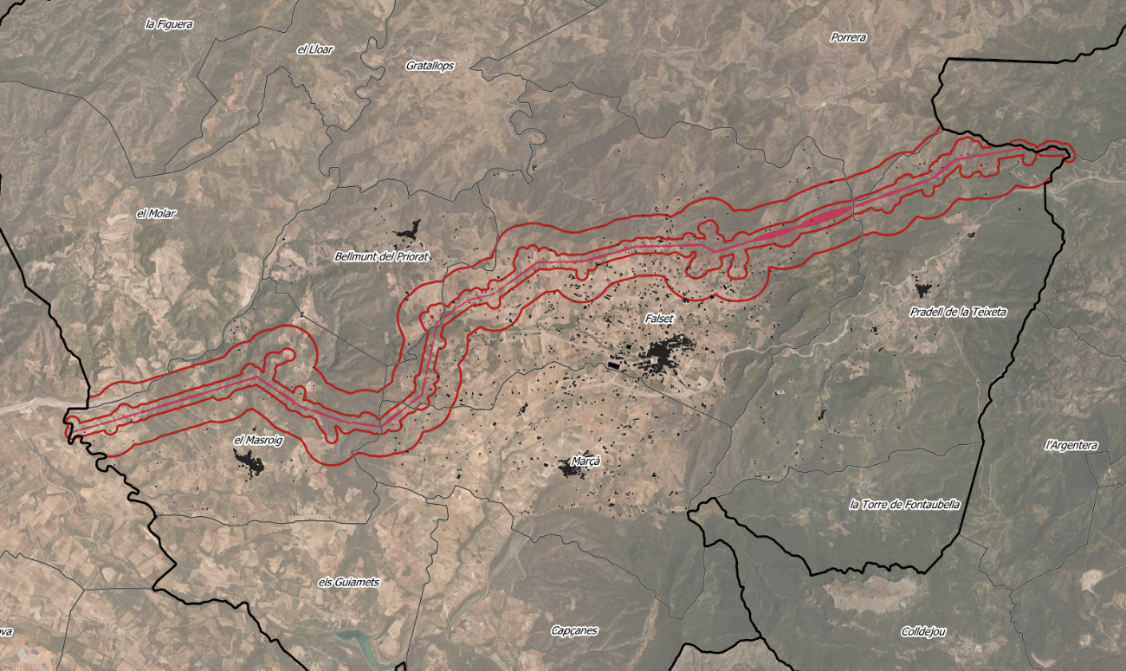 la Figuera
Porrera
el Lloar
Gratallops
el Molar
Bellmunt del Priorat
Pradell de la Teixeta
Falset
el Masroig
l'Argentera
Marçà
la Torre de Fontaubella
els Guiamets
Capçanes
Colldejou
ova